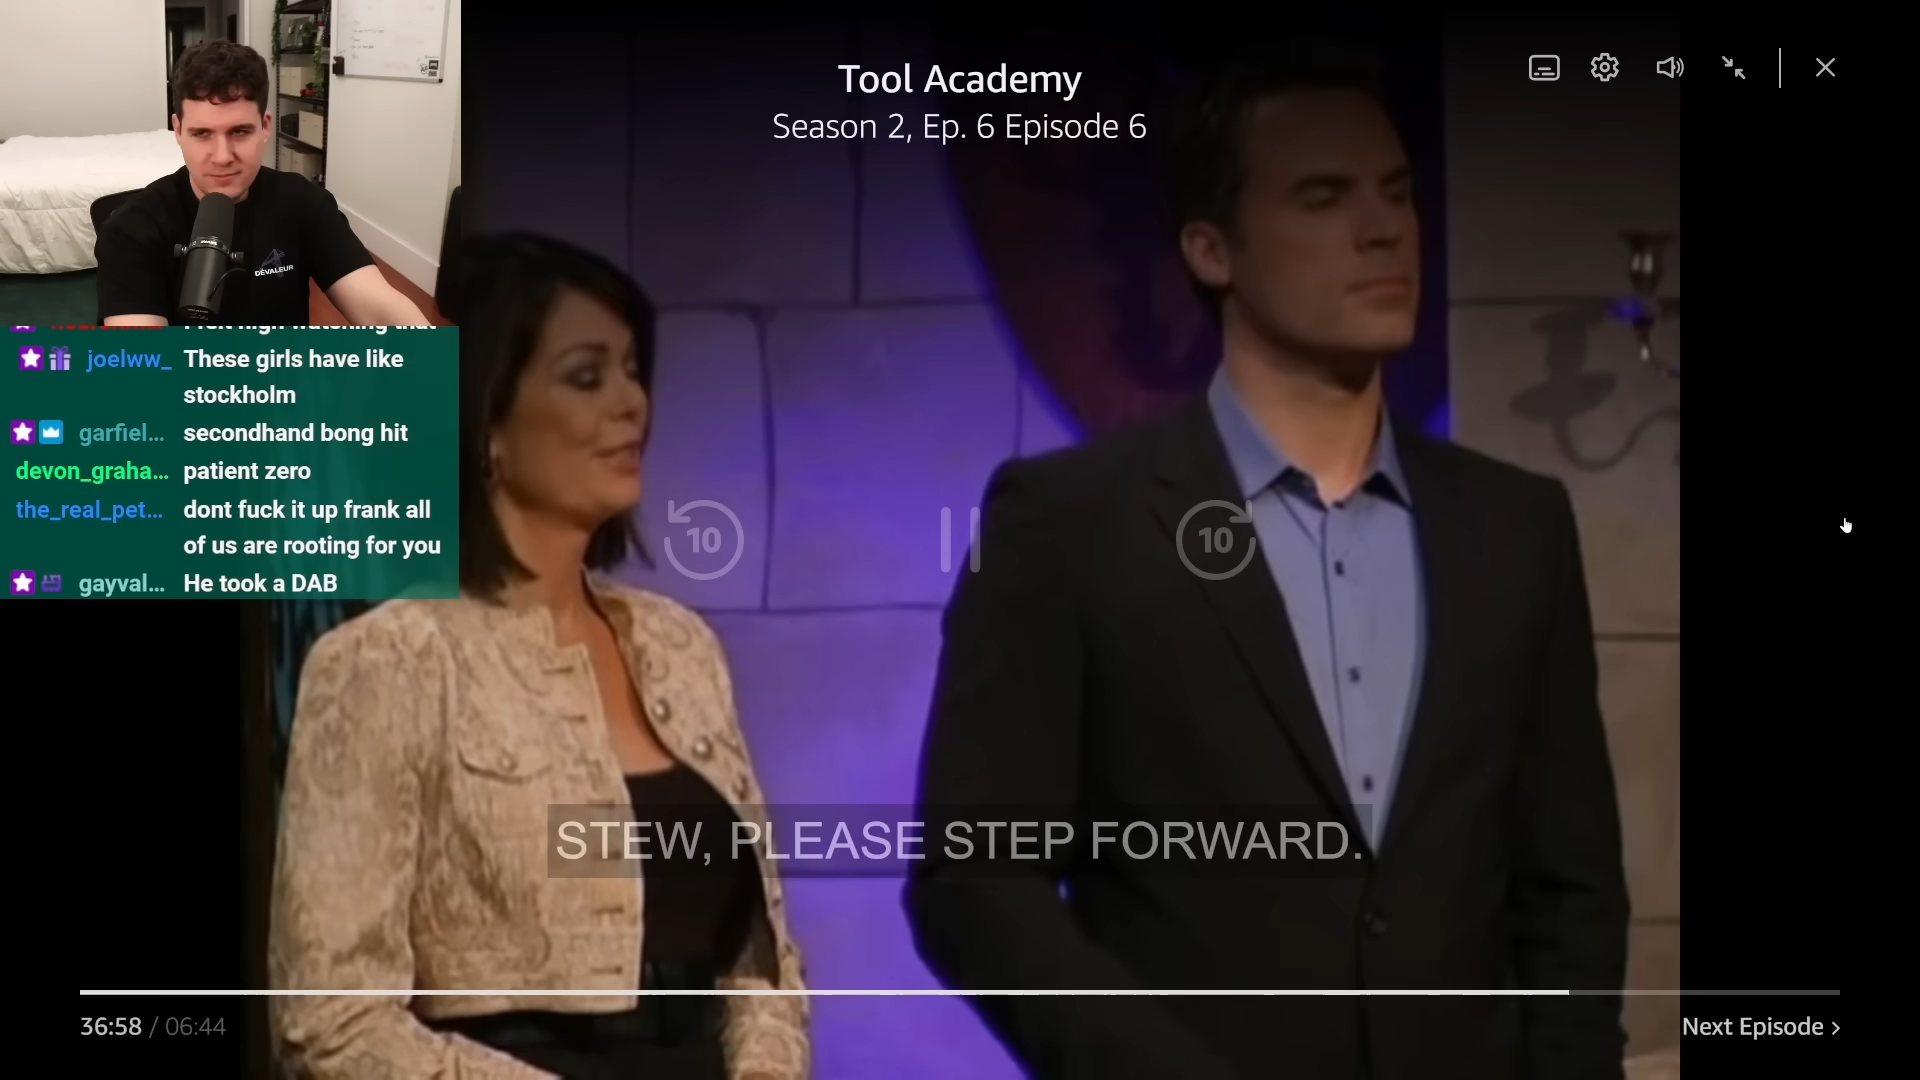 Tool Academy
Season 2, Ep. 6 Episode 6
DÉVALEUR
joelww_ These girls have like
stockholm
garfiel... secondhand bong hit
devon_graha... patient zero
the_real_pet... dont fuck it up frank all
of us are rooting for you
gayval... He took a DAB
10
10
STEW, PLEASE STEP FORWARD.
36:58 / 06:44
Next Episode